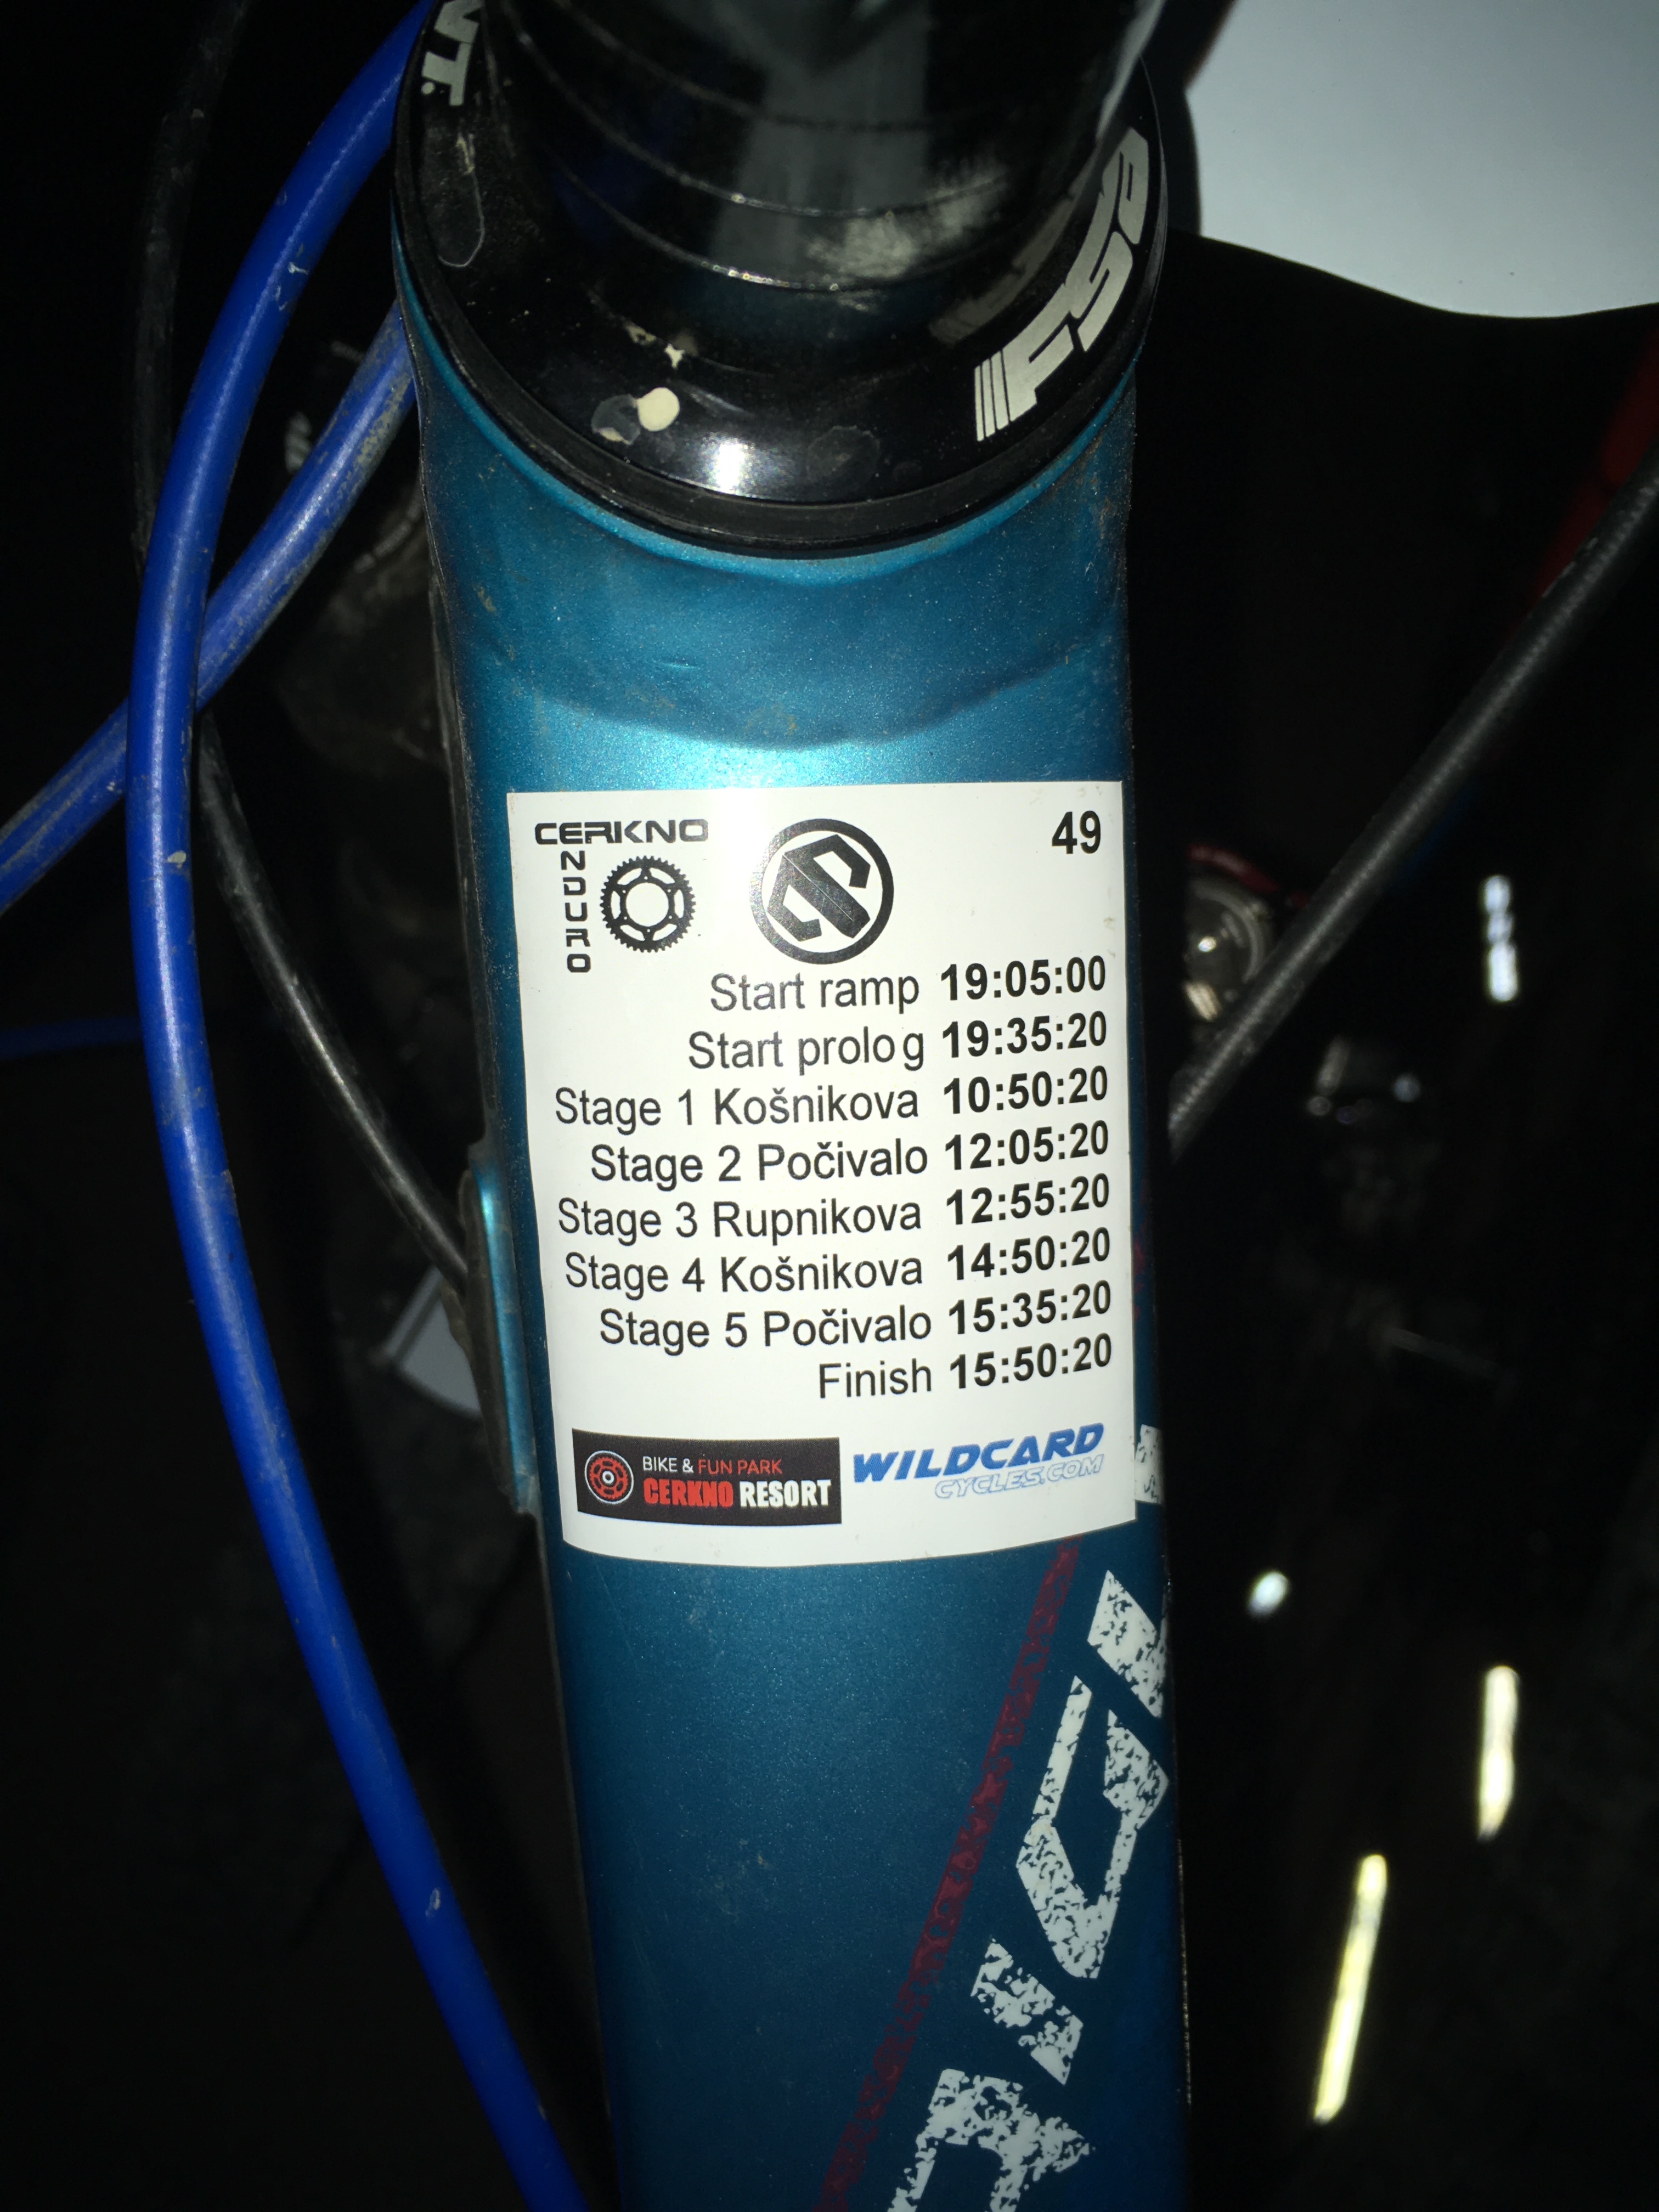 NT.
FSA
CERKNO
ENDURO
49
Start ramp 19:05:00
Start prolog 19:35:20
Stage 1 Košnikova 10:50:20
Stage 2 Počivalo 12:05:20
Stage 3 Rupnikova 12:55:20
Stage 4 Košnikova 14:50:20
Stage 5 Počivalo 15:35:20
Finish 15:50:20
BIKE & FUN PARK
CERKNO RESORT
WILDCARD
CYCLES.COM